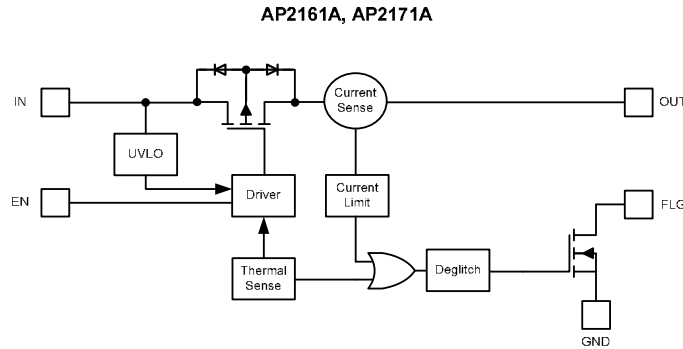 AP2161A, AP2171A
Current
Sense
IN
OUT
UVLO
Driver
Current
Limit
EN
FLG
Thermal
Sense
Deglitch
GND